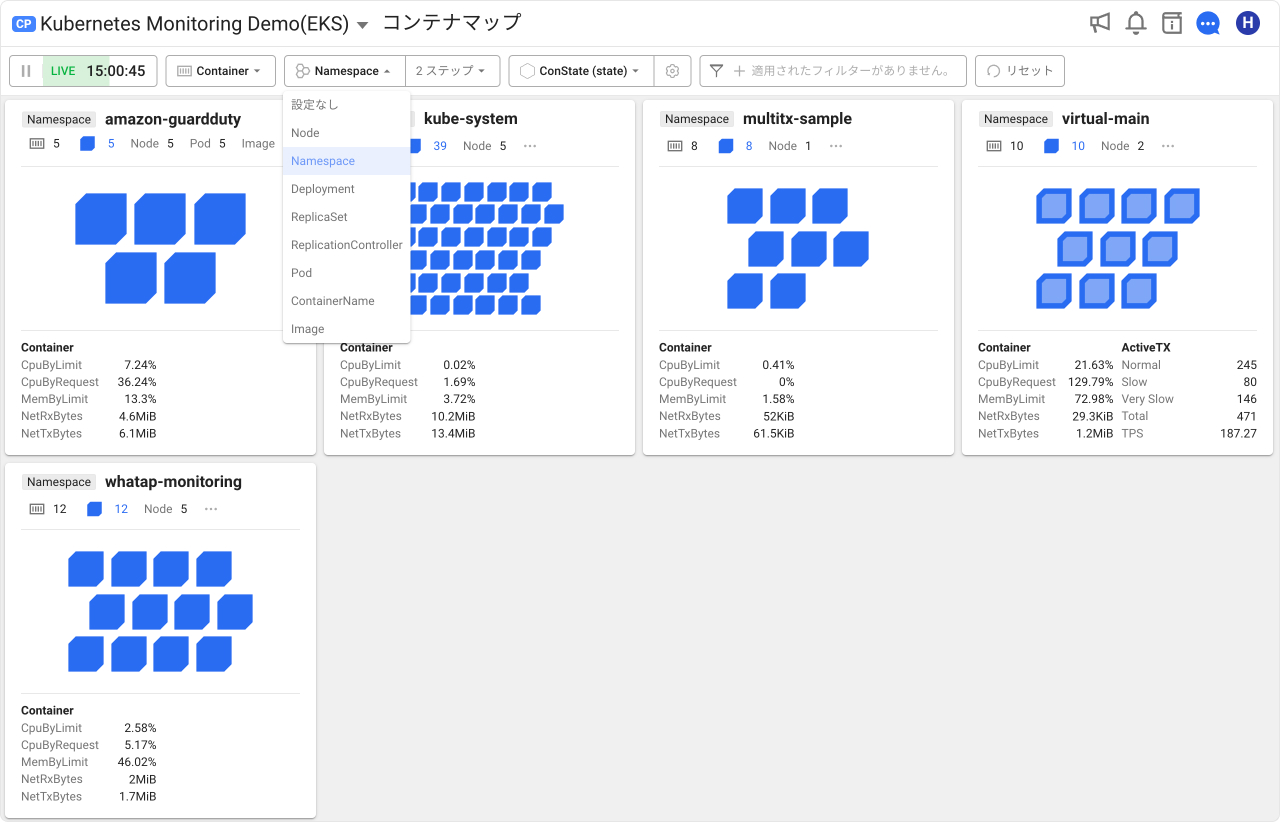 CP Kubernetes Monitoring Demo(EKS) コンテナマップ H
LIVE 15:00:45 Container Namespace 2 ステップ ConState (state) 適用されたフィルターがありません。 リセット
設定なし
Node
Namespace
Deployment
ReplicaSet
ReplicationController
Pod
ContainerName
Image
Namespace amazon-guardduty
5 5 Node 5 Pod 5 Image
Container
CpuByLimit 7.24%
CpuByRequest 36.24%
MemByLimit 13.3%
NetRxBytes 4.6MiB
NetTxBytes 6.1MiB
kube-system
39 Node 5 ...
Container
CpuByLimit 0.02%
CpuByRequest 1.69%
MemByLimit 3.72%
NetRxBytes 10.2MiB
NetTxBytes 13.4MiB
Namespace multitx-sample
8 8 Node 1 ...
Container
CpuByLimit 0.41%
CpuByRequest 0%
MemByLimit 1.58%
NetRxBytes 52KiB
NetTxBytes 61.5KiB
Namespace virtual-main
10 10 Node 2 ...
Container ActiveTX
CpuByLimit 21.63% Normal 245
CpuByRequest 129.79% Slow 80
MemByLimit 72.98% Very Slow 146
NetRxBytes 29.3KiB Total 471
NetTxBytes 1.2MiB TPS 187.27
Namespace whatap-monitoring
12 12 Node 5 ...
Container
CpuByLimit 2.58%
CpuByRequest 5.17%
MemByLimit 46.02%
NetRxBytes 2MiB
NetTxBytes 1.7MiB